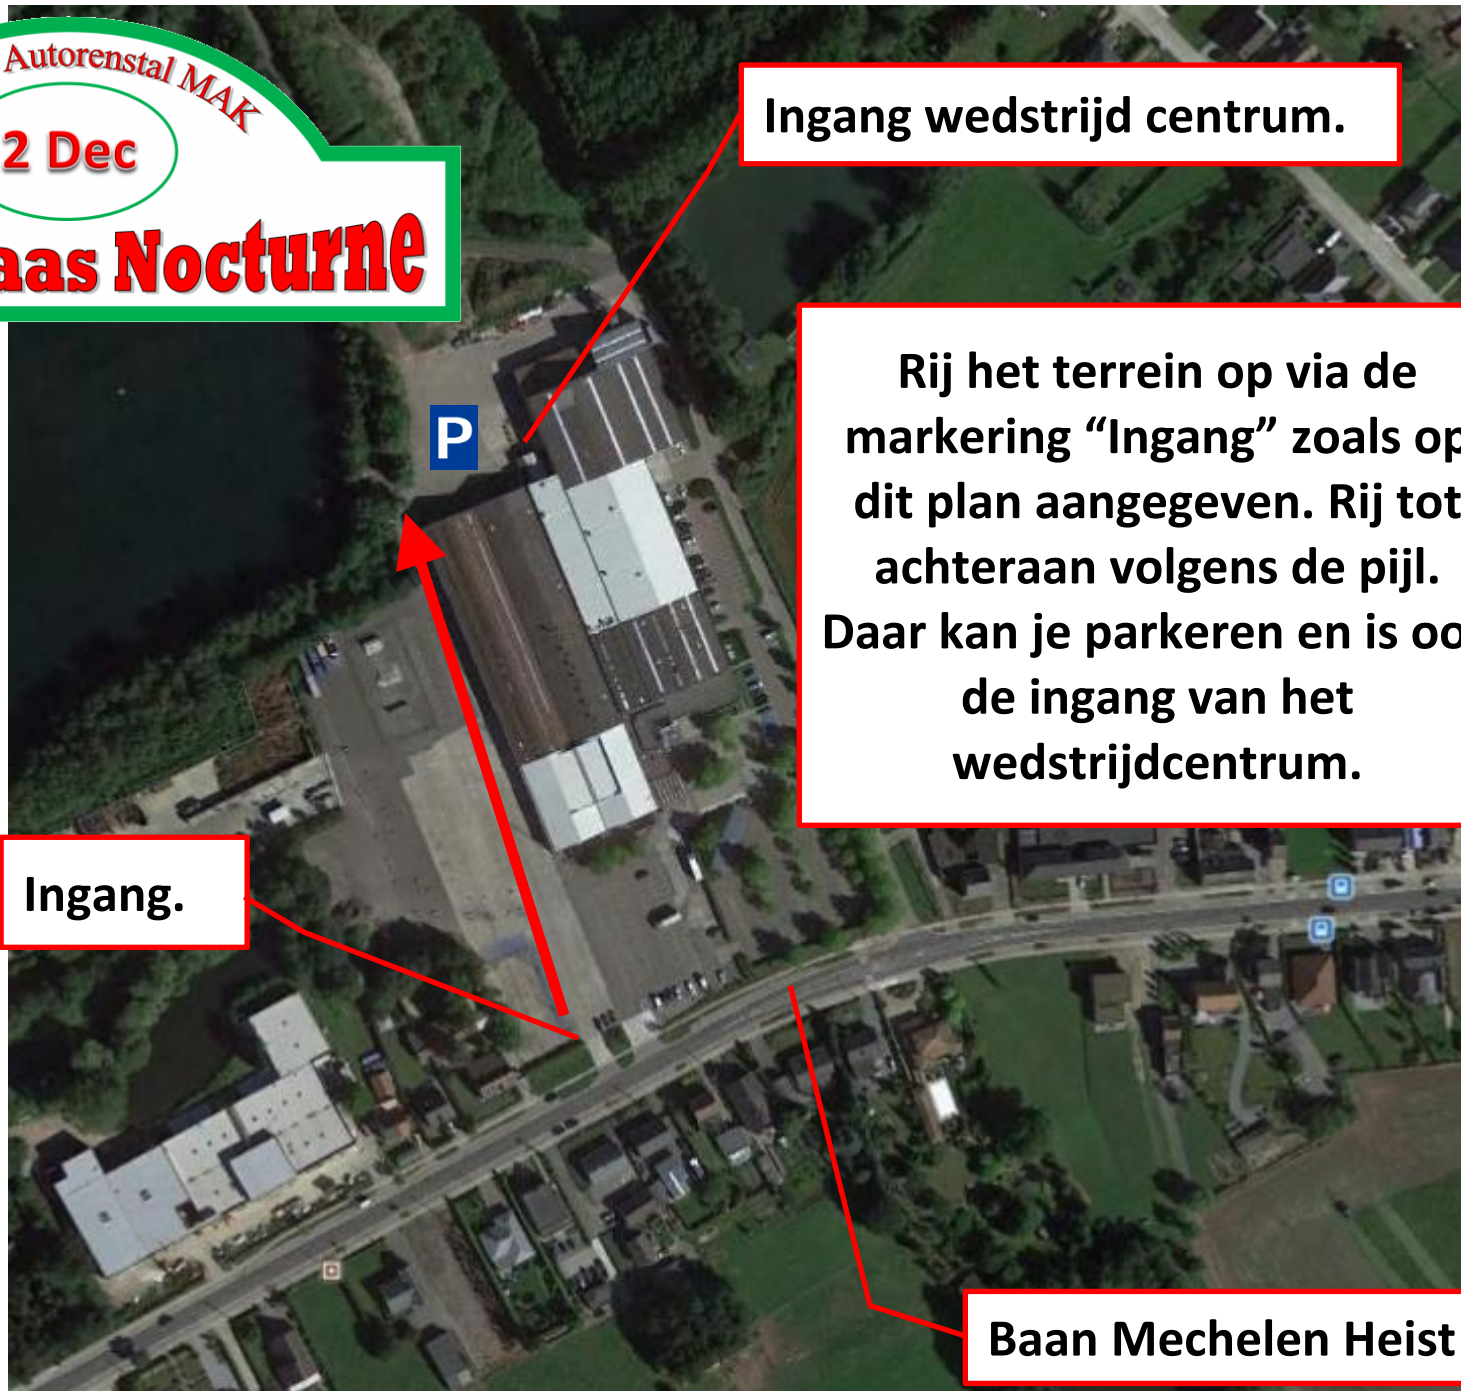 Autorenstal MAK
2 Dec
aas Nocturne
Ingang wedstrijd centrum.
Rij het terrein op via de
markering “Ingang” zoals op
dit plan aangegeven. Rij tot
achteraan volgens de pijl.
Daar kan je parkeren en is oo
de ingang van het
wedstrijdcentrum.
P
Ingang.
Baan Mechelen Heist